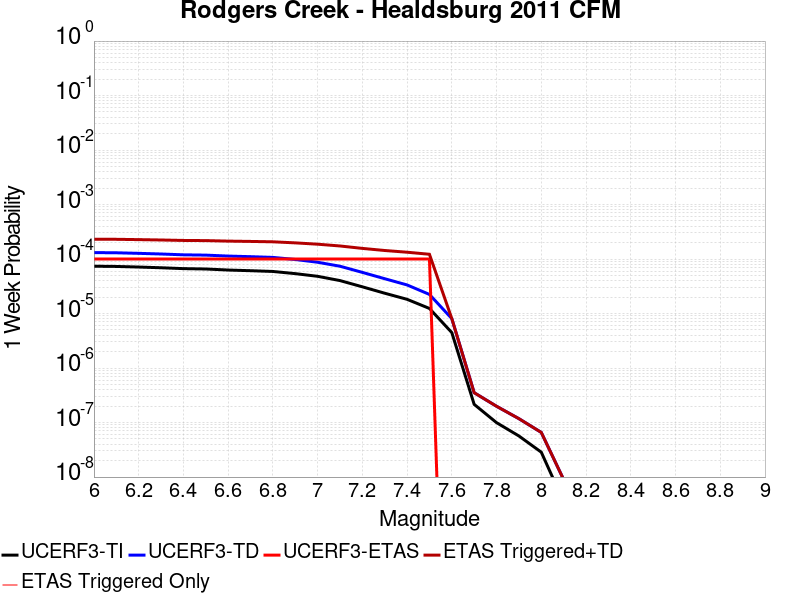 Rodgers Creek - Healdsburg 2011 CFM
10^0
10^-1
10^-2
10^-3
10^-4
10^-5
10^-6
10^-7
10^-8
1 Week Probability
6 6.2 6.4 6.6 6.8 7 7.2 7.4 7.6 7.8 8 8.2 8.4 8.6 8.8 9
Magnitude
UCERF3-TI UCERF3-TD UCERF3-ETAS ETAS Triggered+TD
ETAS Triggered Only